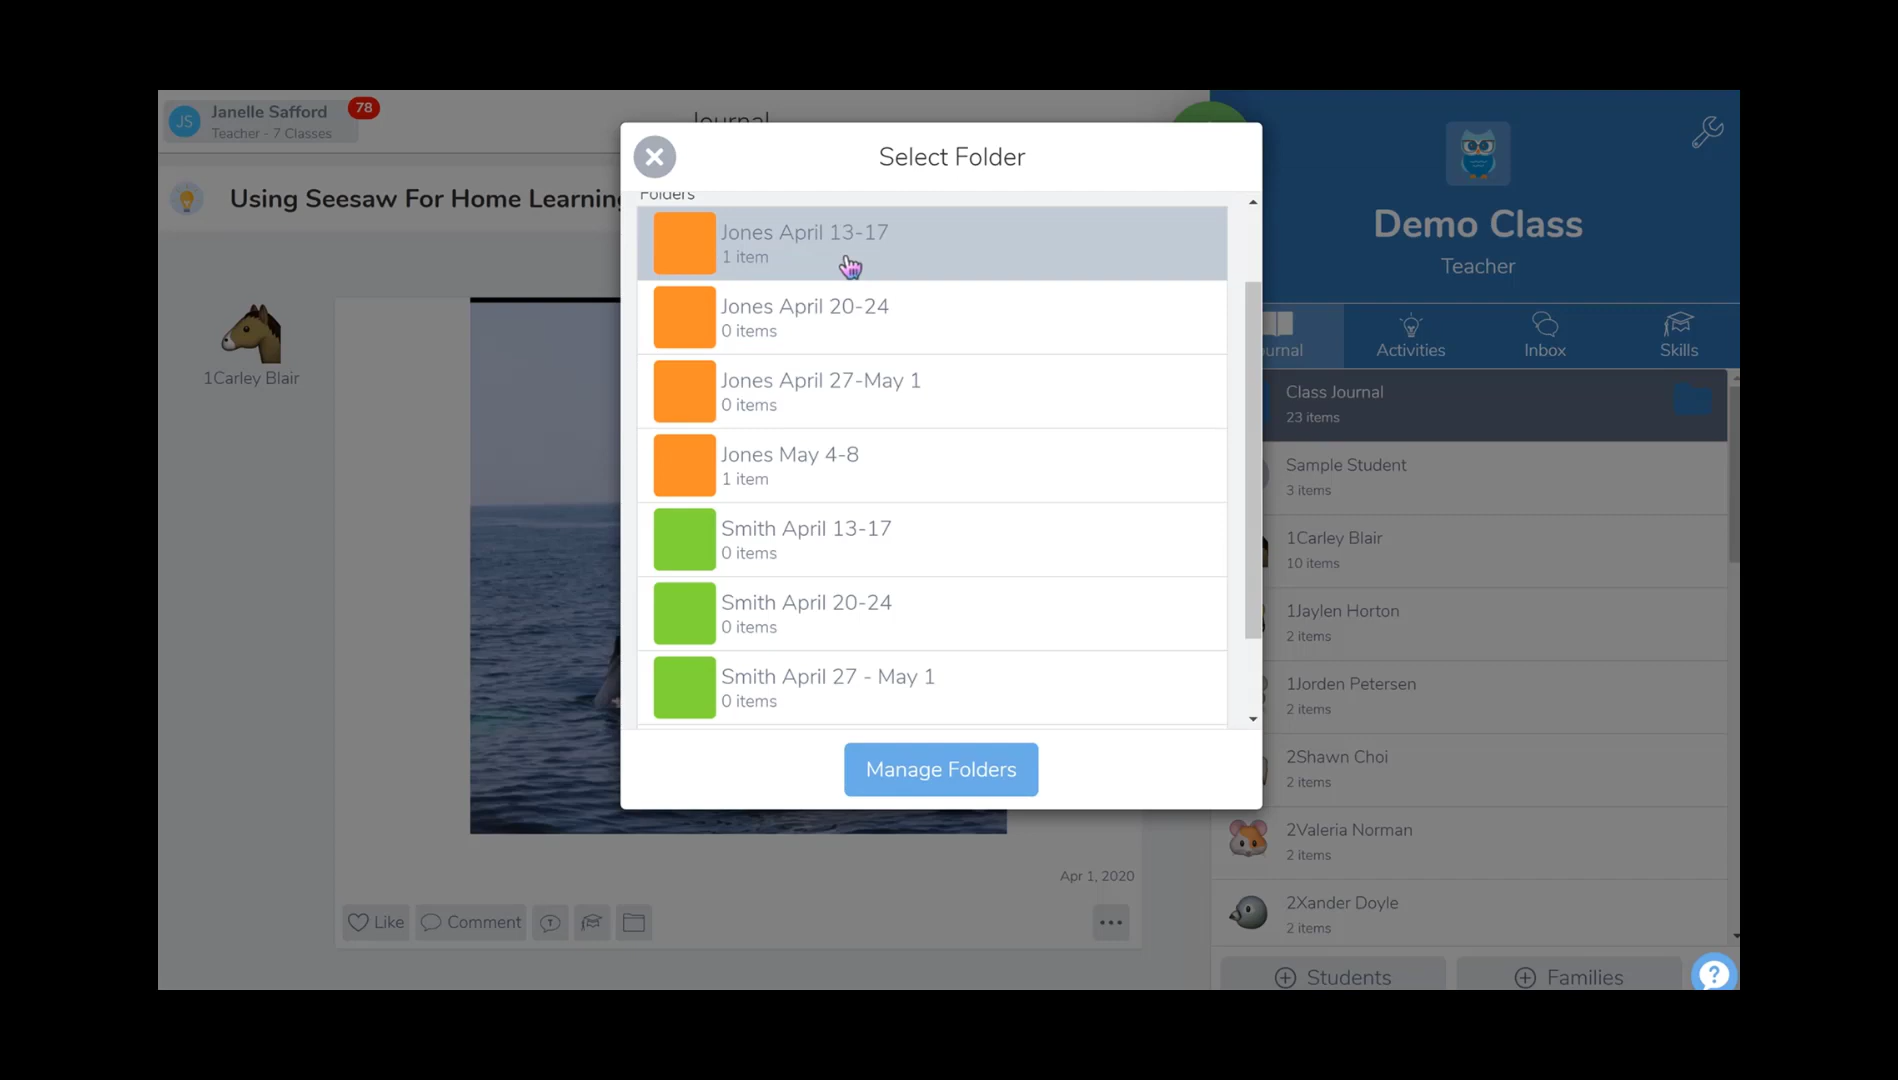 JS
Janelle Safford
78
Teacher - 7 Classes
Journal
Using Seesaw For Home Learning
1Carley Blair
Apr 1, 2020
Like
Comment
T
Select Folder
Folders
Jones April 13-17
1 item
Jones April 20-24
0 items
Jones April 27-May 1
0 items
Jones May 4-8
1 item
Smith April 13-17
0 items
Smith April 20-24
0 items
Smith April 27 - May 1
0 items
Manage Folders
Demo Class
Teacher
urnal
Activities
Inbox
Skills
Class Journal
23 items
Sample Student
3 items
1Carley Blair
10 items
1Jaylen Horton
2 items
1Jorden Petersen
2 items
2Shawn Choi
2 items
2Valeria Norman
2 items
2Xander Doyle
2 items
Students
Families
?